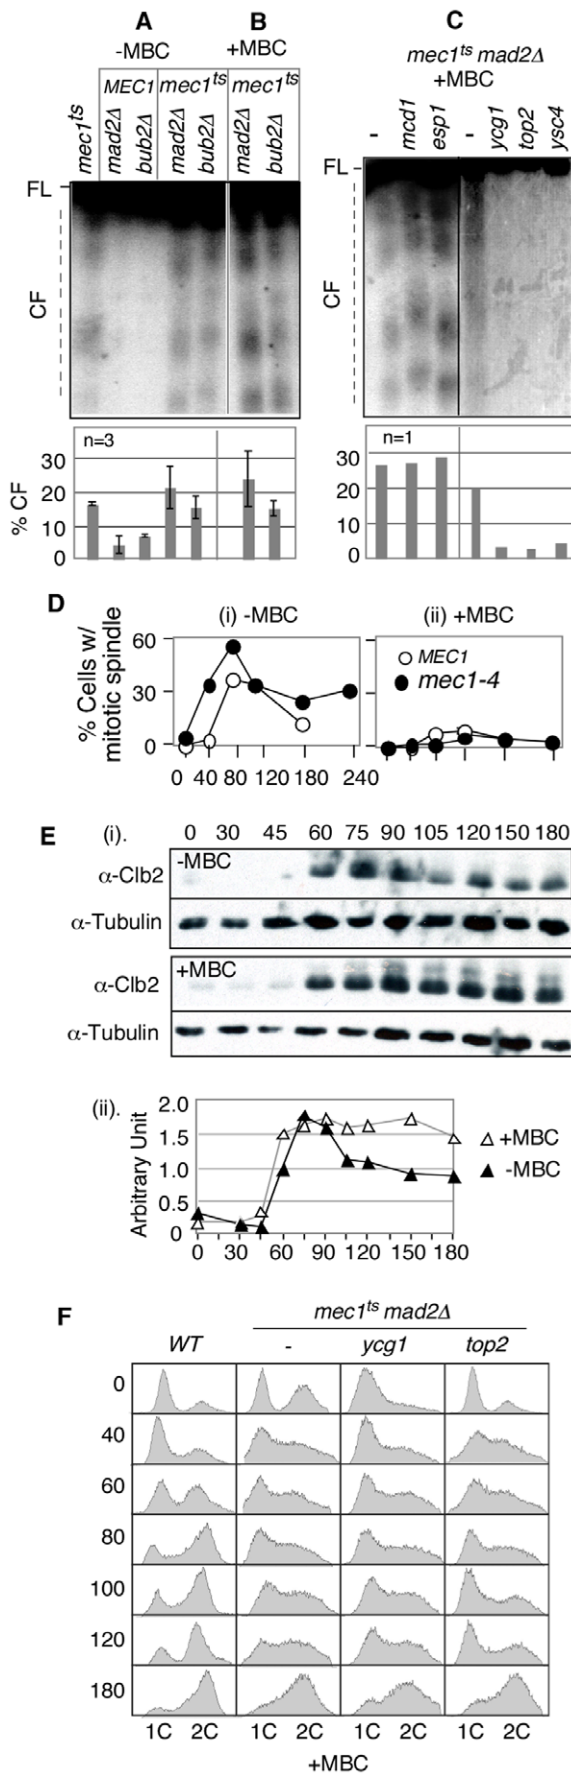 A B C
-MBC +MBC
mec1ts mad2Δ
+MBC
MEC1 mec1ts mec1ts
mec1ts mad2Δ bub2Δ mad2Δ bub2Δ mad2Δ bub2Δ
- mcd1 esp1 - ycg1 top2 ysc4
FL
CF
FL
CF
n=3
% CF
30
20
10
0
n=1
30
20
10
0
D
(i) -MBC (ii) +MBC
% Cells w/
mitotic spindle
60
30
0
0 40 80 120 180 240
MEC1
mec1-4
E
(i). 0 30 45 60 75 90 105 120 150 180
-MBC
α-Clb2
α-Tubulin
+MBC
α-Clb2
α-Tubulin
(ii).
Arbitrary Unit
2.0
1.5
1.0
0.5
0
0 30 60 90 120 150 180
+MBC
-MBC
F
mec1ts mad2Δ
WT - ycg1 top2
0
40
60
80
100
120
180
1C 2C 1C 2C 1C 2C 1C 2C
+MBC